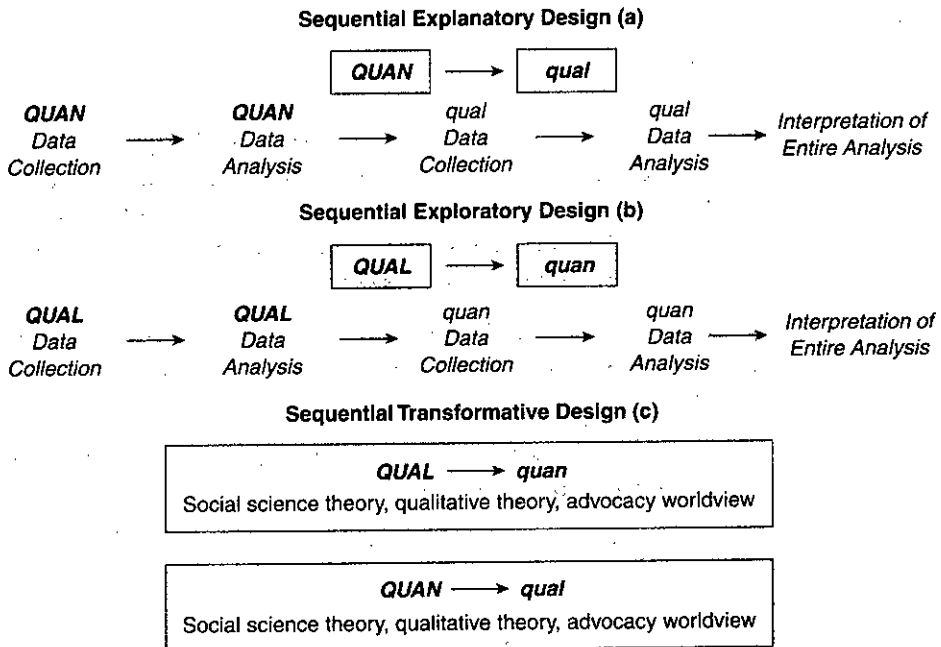 Sequential Explanatory Design (a)
QUAN → qual
QUAN QUAN qual qual
Data → Data → Data → Data → Interpretation of
Collection Analysis Collection Analysis Entire Analysis
Sequential Exploratory Design (b)
QUAL → quan
QUAL QUAL quan quan
Data → Data → Data → Data → Interpretation of
Collection Analysis Collection Analysis Entire Analysis
Sequential Transformative Design (c)
QUAL → quan
Social science theory, qualitative theory, advocacy worldview
QUAN → qual
Social science theory, qualitative theory, advocacy worldview